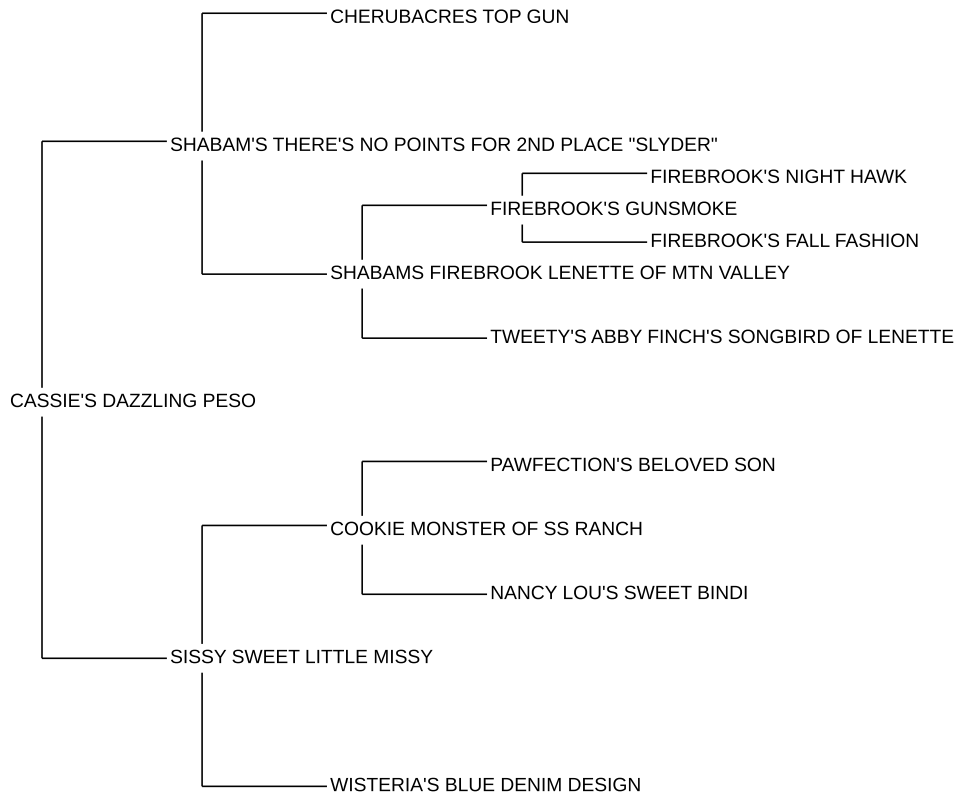 CHERUBACRES TOP GUN
SHABAM'S THERE'S NO POINTS FOR 2ND PLACE "SLYDER"
FIREBROOK'S NIGHT HAWK
FIREBROOK'S GUNSMOKE
FIREBROOK'S FALL FASHION
SHABAMS FIREBROOK LENETTE OF MTN VALLEY
TWEETY'S ABBY FINCH'S SONGBIRD OF LENETTE
CASSIE'S DAZZLING PESO
PAWFECTION'S BELOVED SON
COOKIE MONSTER OF SS RANCH
NANCY LOU'S SWEET BINDI
SISSY SWEET LITTLE MISSY
WISTERIA'S BLUE DENIM DESIGN